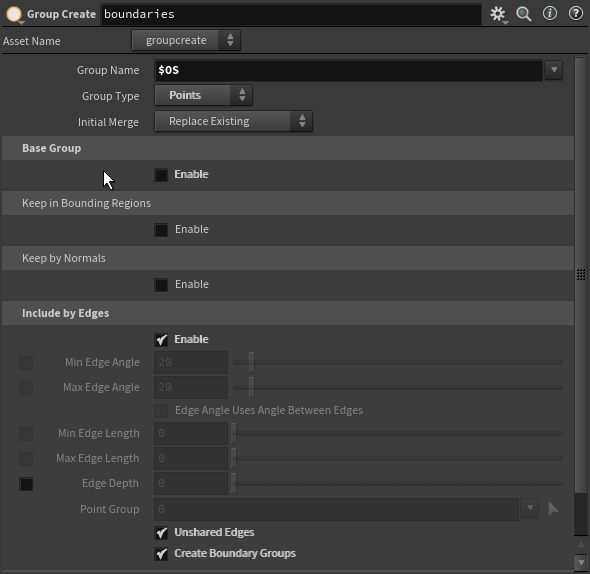 Group Create boundaries
Asset Name groupcreate
Group Name $OS
Group Type Points
Initial Merge Replace Existing
Base Group
Enable
Keep in Bounding Regions
Enable
Keep by Normals
Enable
Include by Edges
Enable
Min Edge Angle 20
Max Edge Angle 20
Edge Angle Uses Angle Between Edges
Min Edge Length 0
Max Edge Length 0
Edge Depth 0
Point Group 0
Unshared Edges
Create Boundary Groups